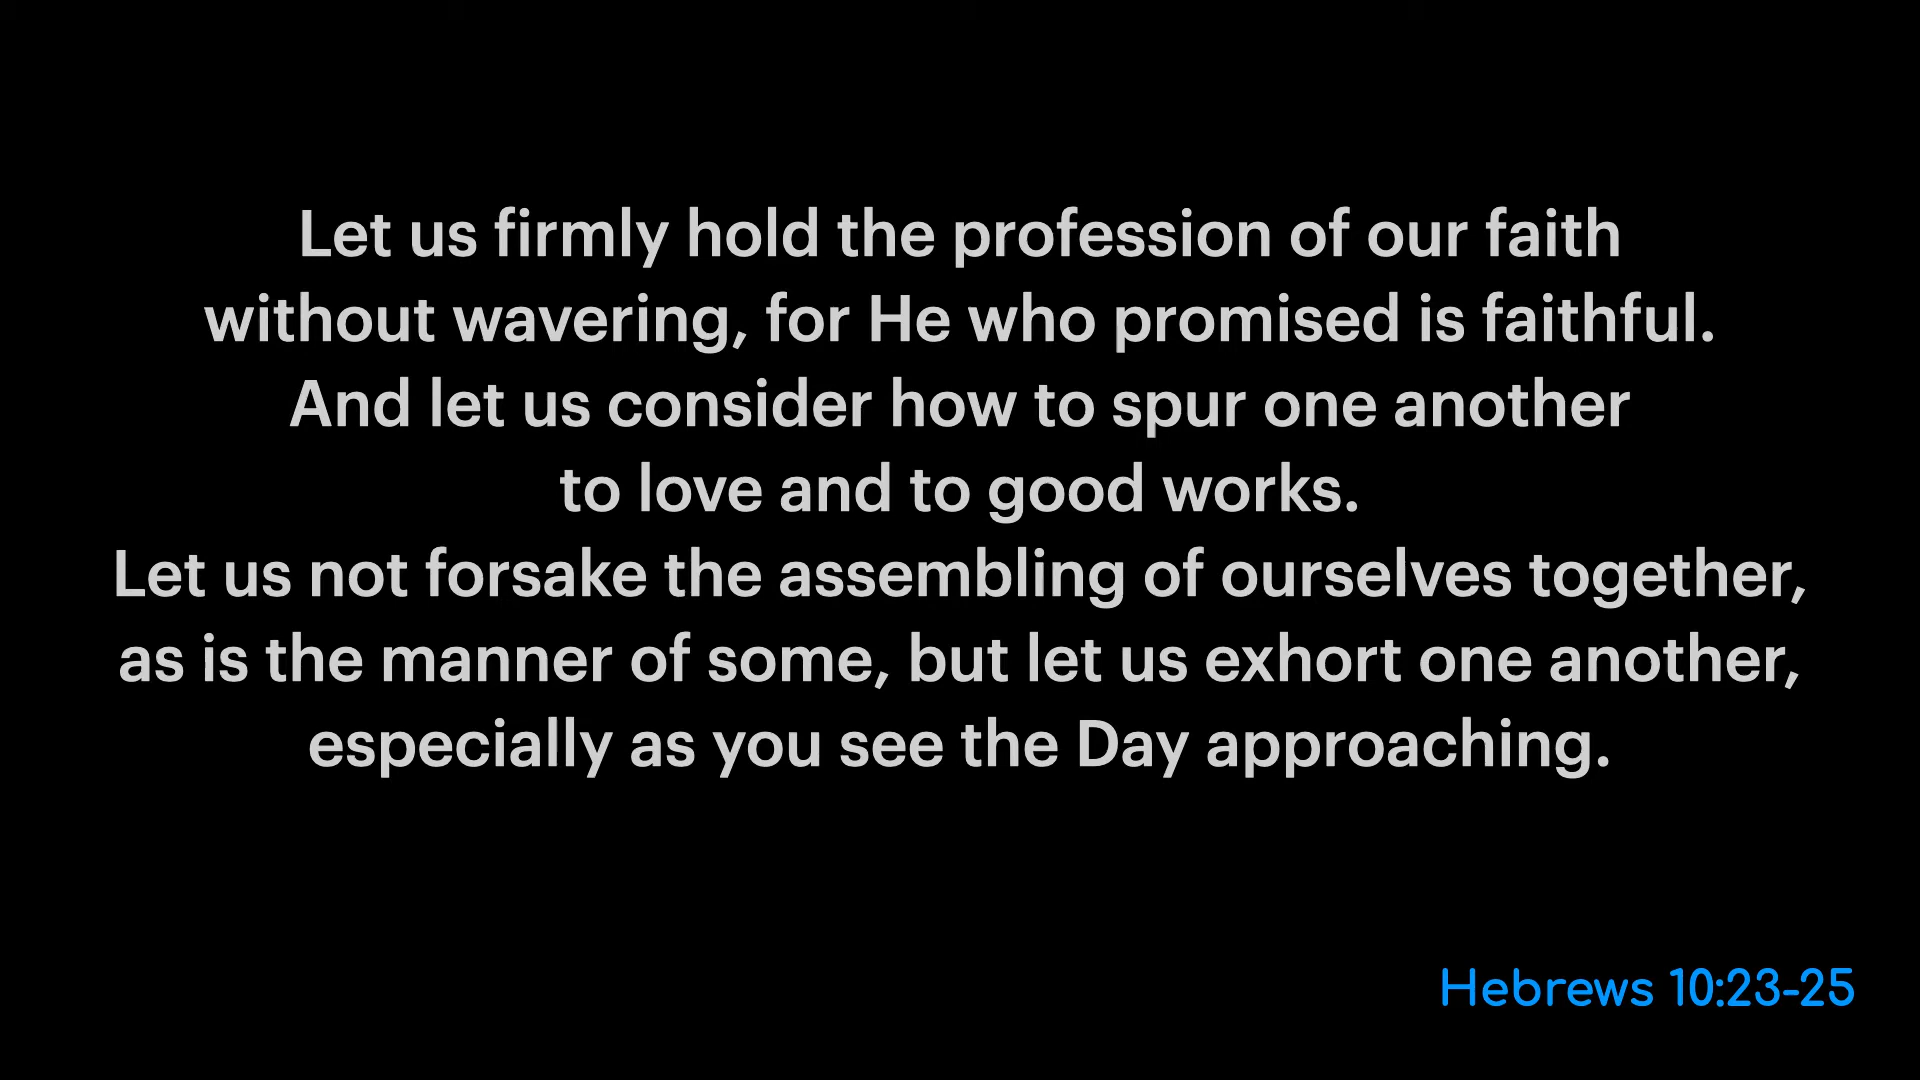 Let us firmly hold the profession of our faith
without wavering, for He who promised is faithful.
And let us consider how to spur one another
to love and to good works.
Let us not forsake the assembling of ourselves together,
as is the manner of some, but let us exhort one another,
especially as you see the Day approaching.
Hebrews 10:23-25